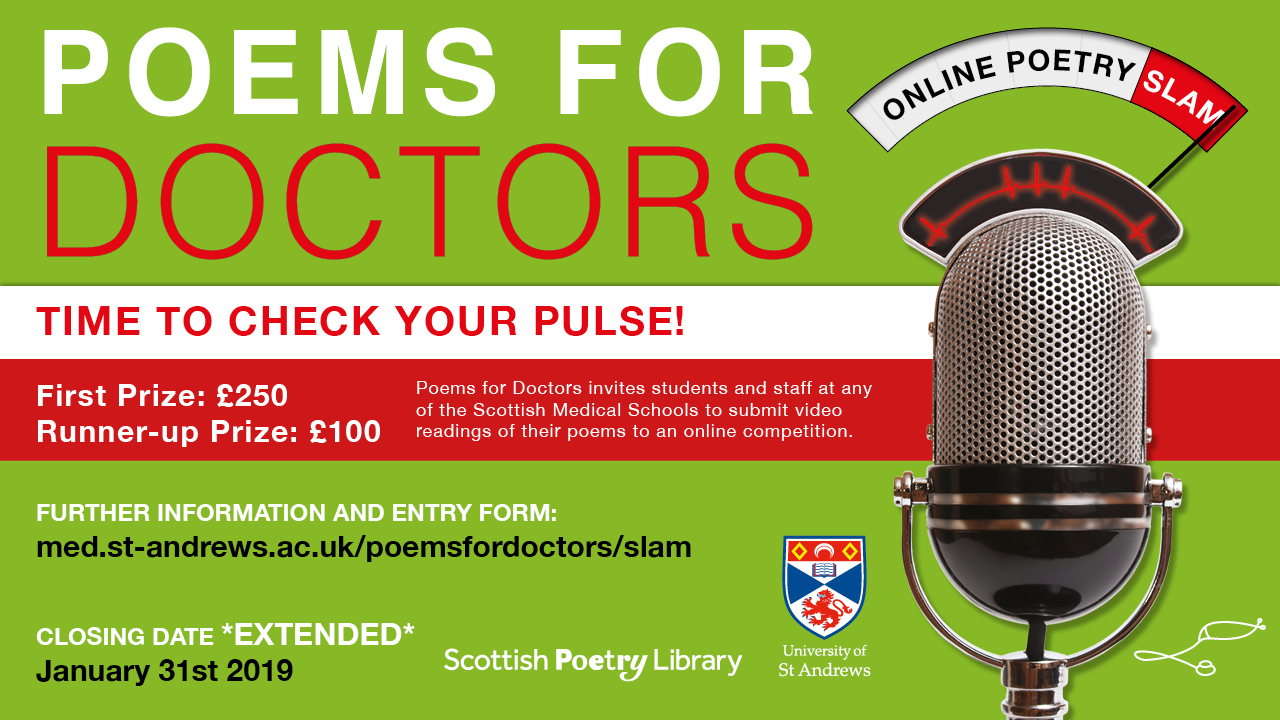 POEMS FOR
DOCTORS
ONLINE POETRY SLAM
TIME TO CHECK YOUR PULSE!
First Prize: £250
Runner-up Prize: £100
Poems for Doctors invites students and staff at any
of the Scottish Medical Schools to submit video
readings of their poems to an online competition.
FURTHER INFORMATION AND ENTRY FORM:
med.st-andrews.ac.uk/poemsfordoctors/slam
CLOSING DATE *EXTENDED*
January 31st 2019
Scottish Poetry Library
University of
St Andrews